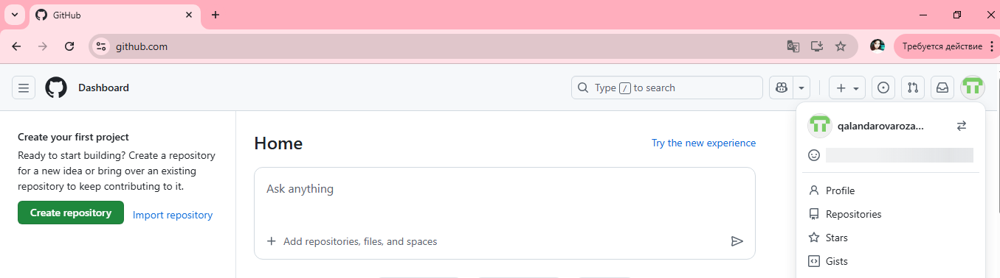 GitHub
github.com
Требуется действие
Dashboard
Type / to search
qalandarovaroza...
Create your first project
Ready to start building? Create a repository
for a new idea or bring over an existing
repository to keep contributing to it.
Create repository
Import repository
Home
Try the new experience
Ask anything
Add repositories, files, and spaces
Profile
Repositories
Stars
Gists